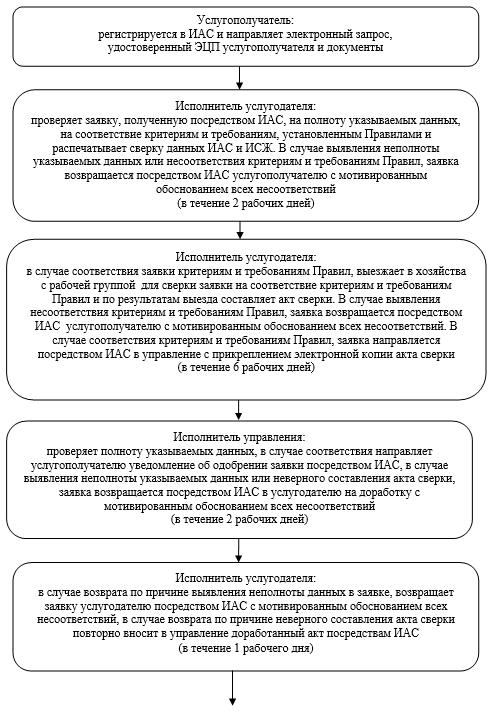 Услугополучатель:
регистрируется в ИАС и направляет электронный запрос,
удостоверенный ЭЦП услугополучателя и документы
Исполнитель услугодателя:
проверяет заявку, полученную посредством ИАС, на полноту указываемых данных,
на соответствие критериям и требованиям, установленным Правилами и
распечатывает сверку данных ИАС и ИСЖ. В случае выявления неполноты
указываемых данных или несоответствия критериям и требованиям Правил, заявка
возвращается посредством ИАС услугополучателю с мотивированным
обоснованием всех несоответствий
(в течение 2 рабочих дней)
Исполнитель услугодателя:
в случае соответствия заявки критериям и требованиям Правил, выезжает в хозяйства
с рабочей группой для сверки заявки на соответствие критериям и требованиям
Правил и по результатам выезда составляет акт сверки. В случае выявления
несоответствия критериям и требованиям Правил, заявка возвращается посредством
ИАС услугополучателю с мотивированным обоснованием всех несоответствий. В
случае соответствия критериям и требованиям Правил, заявка направляется
посредством ИАС в управление с прикреплением электронной копии акта сверки
(в течение 6 рабочих дней)
Исполнитель управления:
проверяет полноту указываемых данных, в случае соответствия направляет
услугополучателю уведомление об одобрении заявки посредством ИАС, в случае
выявления неполноты указываемых данных или неверного составления акта сверки,
заявка возвращается посредством ИАС в услугодателю на доработку с
мотивированным обоснованием всех несоответствий
(в течение 2 рабочих дней)
Исполнитель услугодателя:
в случае возврата по причине выявления неполноты данных в заявке, возвращает
заявку услугодателю посредством ИАС с мотивированным обоснованием всех
несоответствий, в случае возврата по причине неверного составления акта сверки
повторно вносит в управление доработанный акт посредствам ИАС
(в течение 1 рабочего дня)